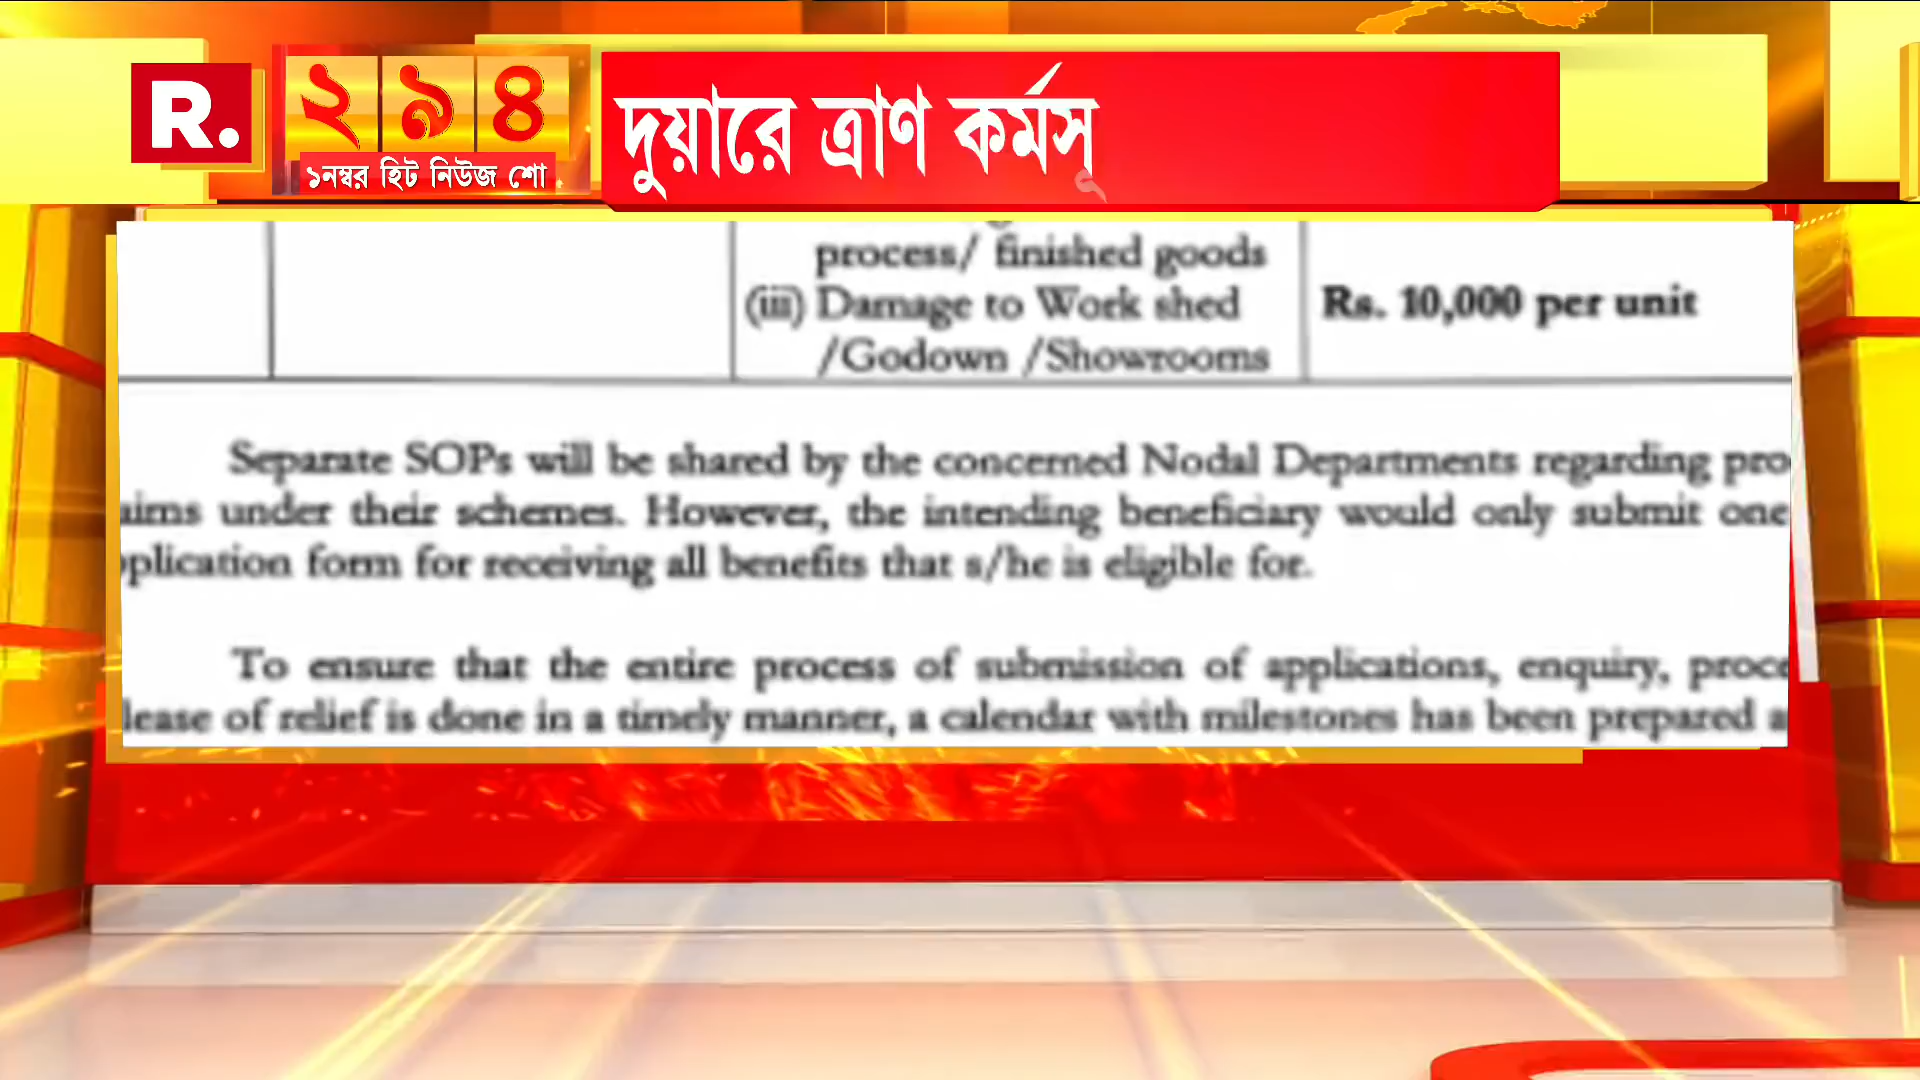 R.
২৯৪
১নম্বর হিট নিউজ শো
দুয়ারে ত্রাণ কর্মসূ
process/ finished goods
(iii) Damage to Work shed
/Godown /Showrooms
Rs. 10,000 per unit
Separate SOPs will be shared by the concerned Nodal Departments regarding pro
aims under their schemes. However, the intending beneficiary would only submit one
plication form for receiving all benefits that s/he is eligible for.
To ensure that the entire process of submission of applications, enquiry, proce
lease of relief is done in a timely manner, a calendar with milestones has been prepared a